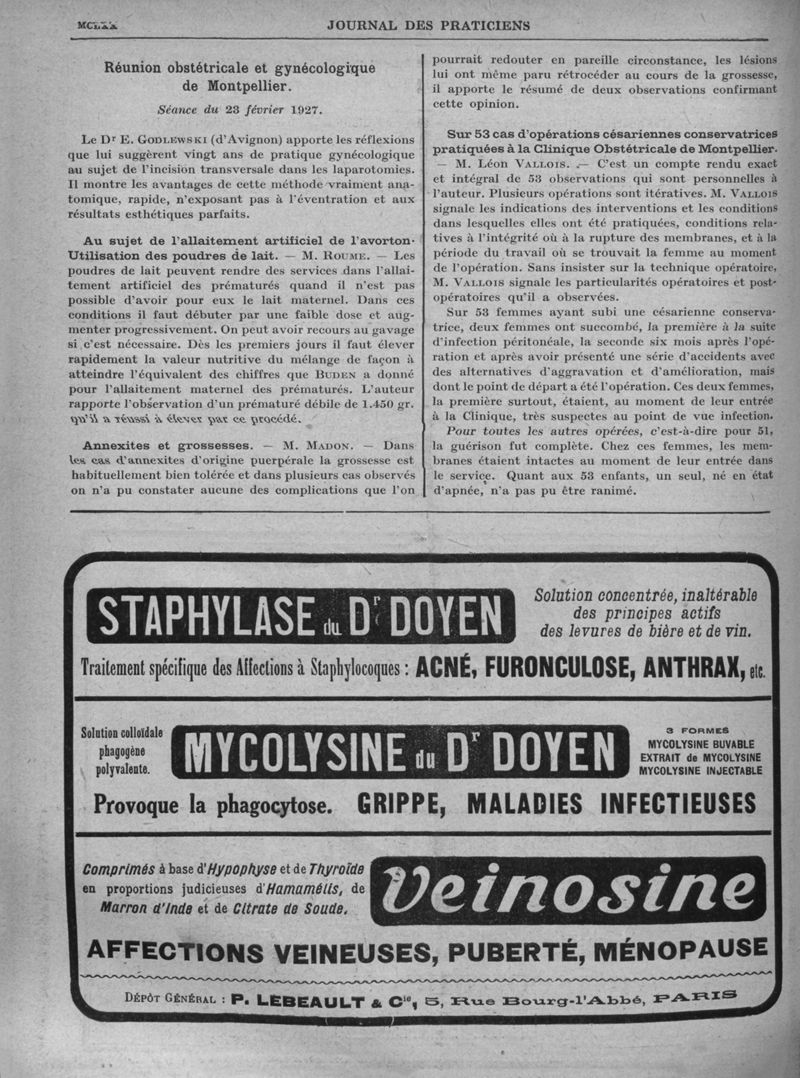 JOURNAL DES PRATICIENS
Réunion obstétricale et gynécologique
de Montpellier.
Séance du 23 février 1927.
Le Dr E. GODLEWSKI (d'Avignon) apporte les réflexions
que lui suggèrent vingt ans de pratique gynécologique
au sujet de l'incision transversale dans les laparotomies.
Il montre les avantages de cette méthode vraiment ana-
tomique, rapide, n'exposant pas à l'éventration et aux
résultats esthétiques parfaits.
Au sujet de l'allaitement artificiel de l'avorton.
Utilisation des poudres de lait. — M. ROUME. — Les
poudres de lait peuvent rendre des services dans l'allai-
tement artificiel des prématurés quand il n'est pas
possible d'avoir pour eux le lait maternel. Dans ces
conditions il faut débuter par une faible dose et aug-
menter progressivement. On peut avoir recours au gavage
si c'est nécessaire. Dès les premiers jours il faut élever
rapidement la valeur nutritive du mélange de façon à
atteindre l'équivalent des chiffres que BUDEN a donné
pour l'allaitement maternel des prématurés. L'auteur
rapporte l'observation d'un prématuré débile de 1.450 gr.
qu'il a réussi à élever par ce procédé.
Annexites et grossesses. — M. MADON. — Dans
les cas d'annexites d'origine puerpérale la grossesse est
habituellement bien tolérée et dans plusieurs cas observés
on n'a pu constater aucune des complications que l'on
pourrait redouter en pareille circonstance, les lésions
lui ont même paru rétrocéder au cours de la grossesse,
il apporte le résumé de deux observations confirmant
cette opinion.
Sur 53 cas d'opérations césariennes conservatrices
pratiquées à la Clinique Obstétricale de Montpellier.
— M. Léon VALLOIS. — C'est un compte rendu exact
et intégral de 53 observations qui sont personnelles à
l'auteur. Plusieurs opérations sont itératives. M. VALLOIS
signale les indications des interventions et les conditions
dans lesquelles elles ont été pratiquées, conditions rela-
tives à l'intégrité où à la rupture des membranes, et à la
période du travail où se trouvait la femme au moment
de l'opération. Sans insister sur la technique opératoire,
M. VALLOIS signale les particularités opératoires et post-
opératoires qu'il a observées.
Sur 53 femmes ayant subi une césarienne conserva-
trice, deux femmes ont succombé, la première à la suite
d'infection péritonéale, la seconde six mois après l'opé-
ration et après avoir présenté une série d'accidents avec
des alternatives d'aggravation et d'amélioration, mais
dont le point de départ a été l'opération. Ces deux femmes,
la première surtout, étaient, au moment de leur entrée
à la Clinique, très suspectes au point de vue infection.
Pour toutes les autres opérées, c'est-à-dire pour 51,
la guérison fut complète. Chez ces femmes, les mem-
branes étaient intactes au moment de leur entrée dans
le service. Quant aux 53 enfants, un seul, né en état
d'apnée, n'a pas pu être ranimé.
STAPHYLASE du Dr DOYEN
Solution concentrée, inaltérable
des principes actifs
des levures de bière et de vin.
Traitement spécifique des Affections à Staphylocoques : ACNÉ, FURONCULOSE, ANTHRAX, etc.
Solution colloïdale
phagogène
polyvalente.
MYCOLYSINE du Dr DOYEN
3 FORMES
MYCOLYSINE BUVABLE
EXTRAIT de MYCOLYSINE
MYCOLYSINE INJECTABLE
Provoque la phagocytose. GRIPPE, MALADIES INFECTIEUSES
Comprimés à base d'Hypophyse et de Thyroïde
en proportions judicieuses d'Hamamélis, de
Marron d'Inde et de Citrate de Soude.
Veinosine
AFFECTIONS VEINEUSES, PUBERTÉ, MÉNOPAUSE
DÉPÔT GÉNÉRAL : P. LEBEAULT & Cie, 5, Rue Bourg-l'Abbé, PARIS